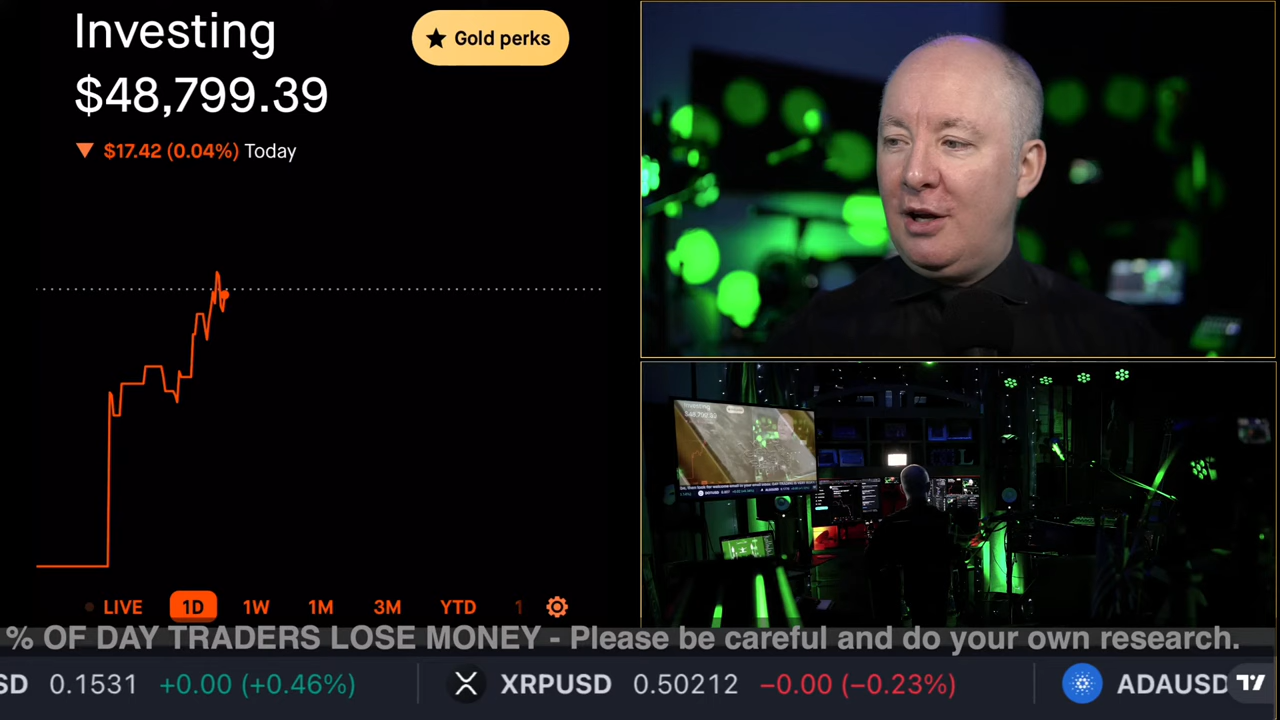 Investing
★ Gold perks
$48,799.39
▼ $17.42 (0.04%) Today
LIVE 1D 1W 1M 3M YTD 1
% OF DAY TRADERS LOSE MONEY - Please be careful and do your own research.
SD 0.1531 +0.00 (+0.46%) XRPUSD 0.50212 −0.00 (−0.23%) ADAUSD
Investing